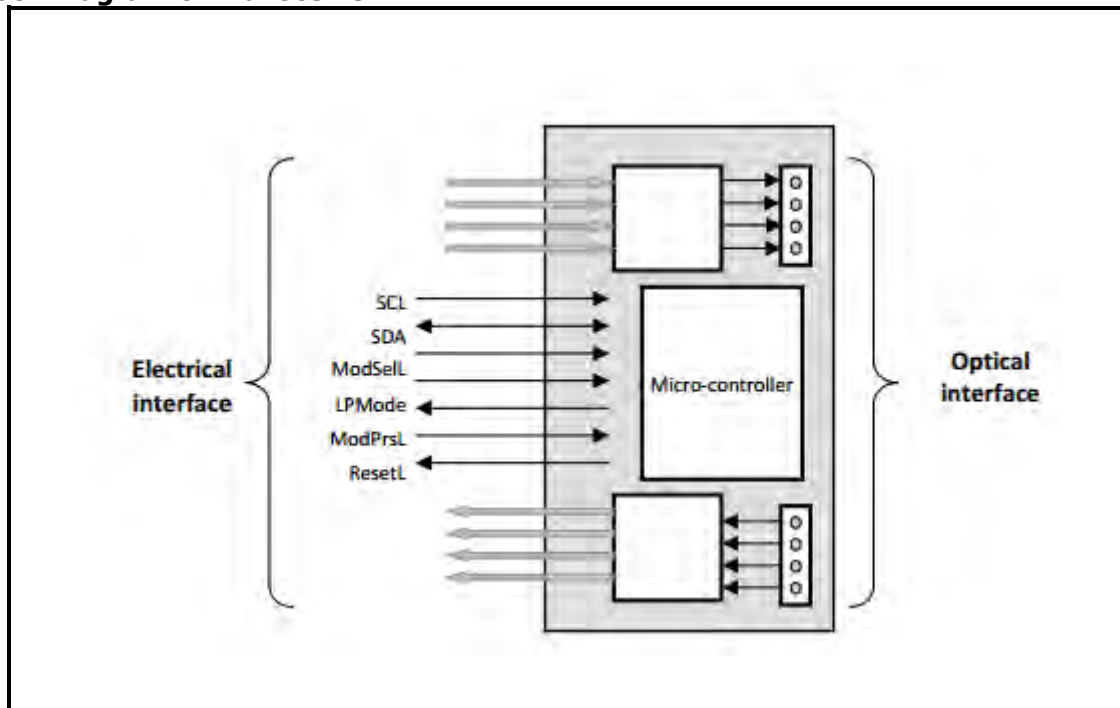 Electrical
interface
SCL
SDA
ModSelL
LPMode
ModPrsL
ResetL
Micro-controller
Optical
interface